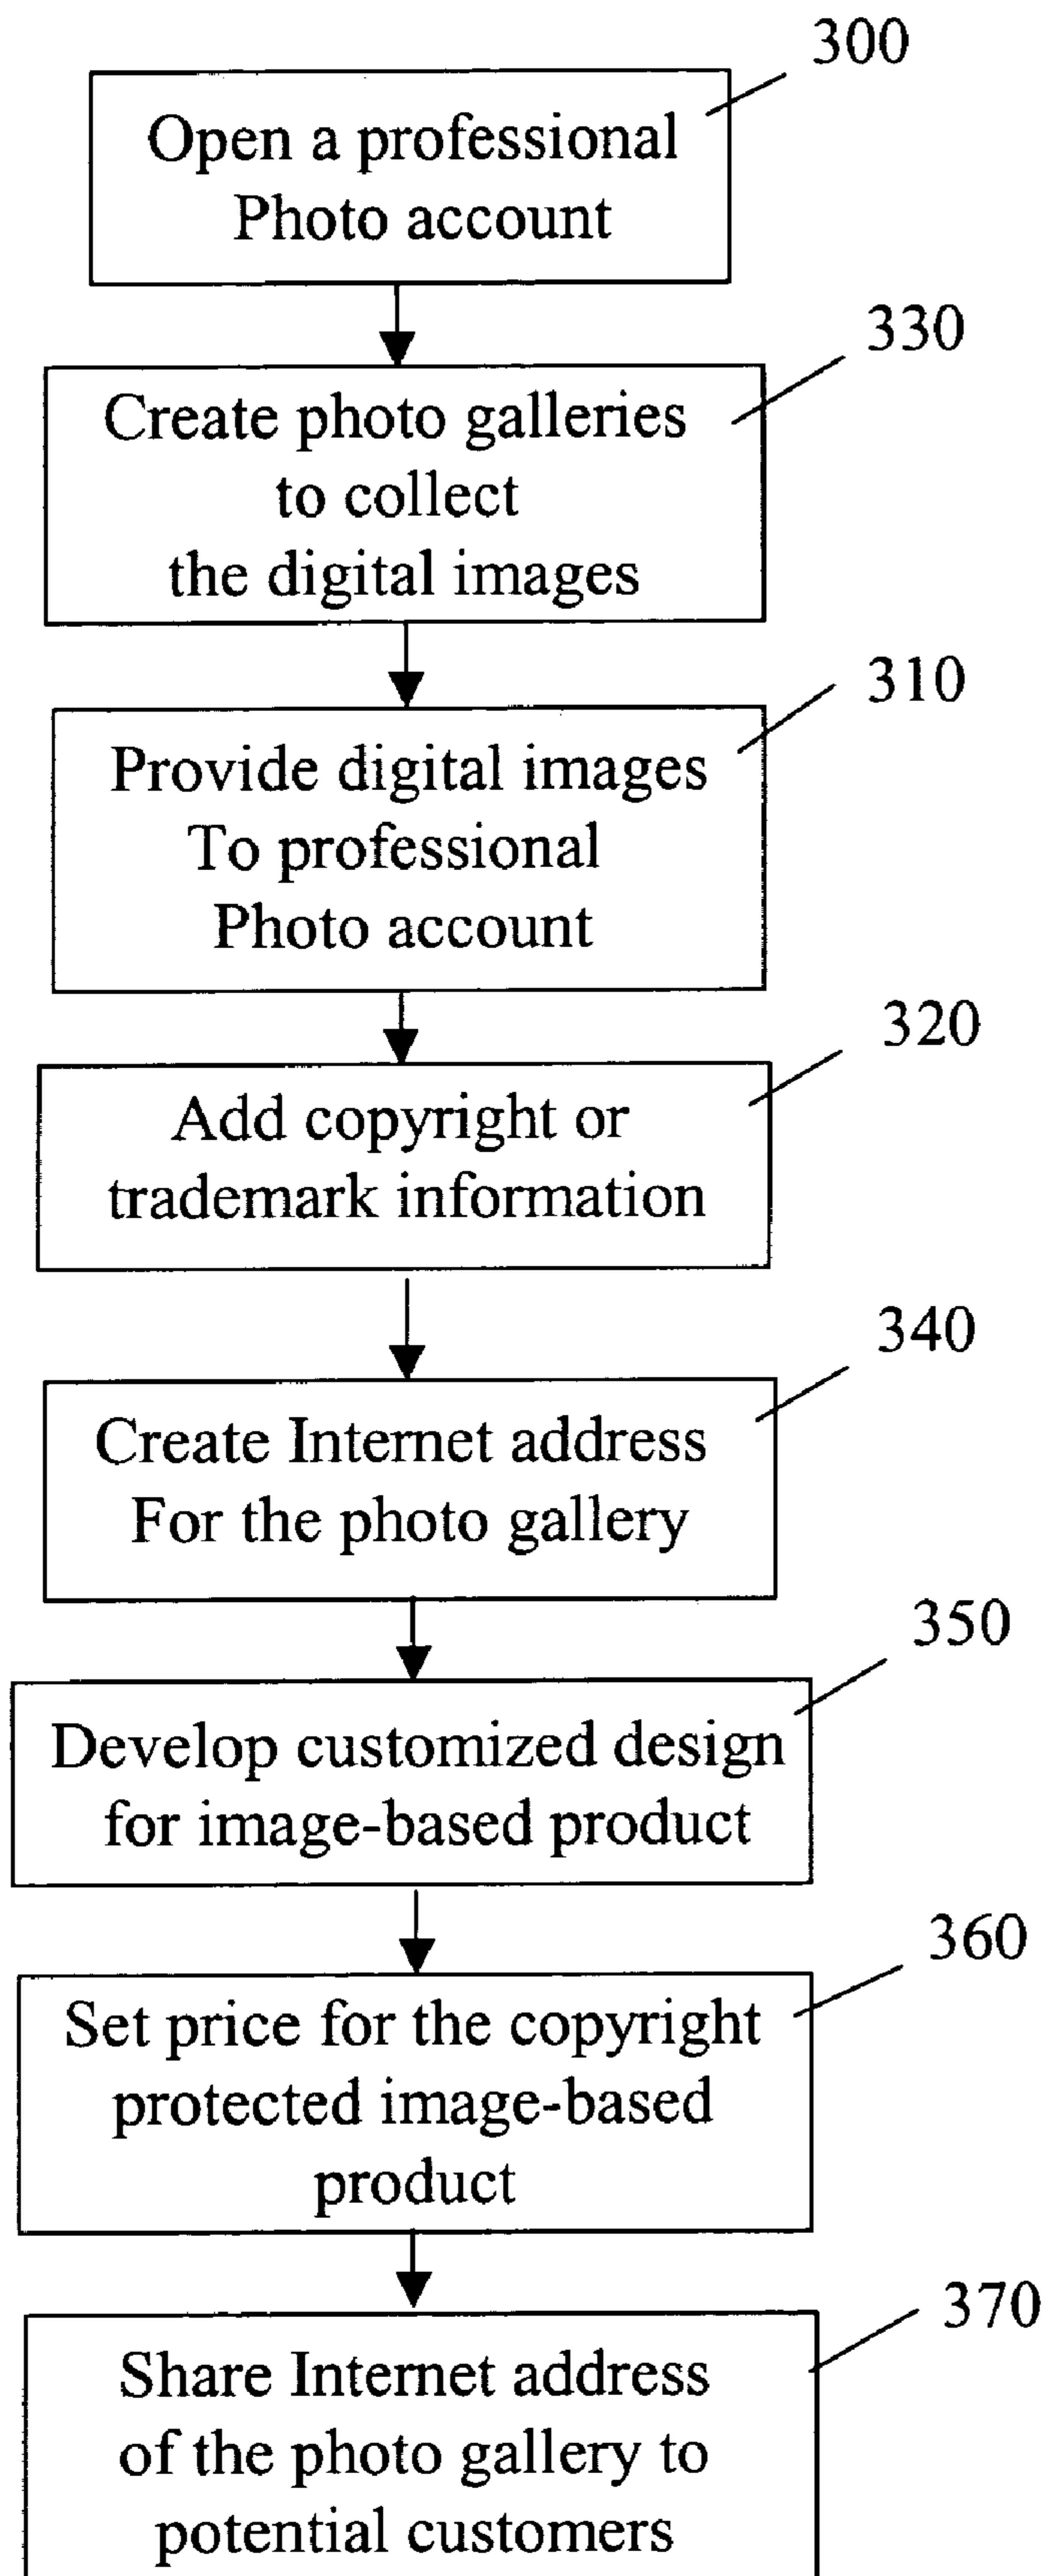 300
Open a professional
Photo account
330
Create photo galleries
to collect
the digital images
310
Provide digital images
To professional
Photo account
320
Add copyright or
trademark information
340
Create Internet address
For the photo gallery
350
Develop customized design
for image-based product
360
Set price for the copyright
protected image-based
product
370
Share Internet address
of the photo gallery to
potential customers